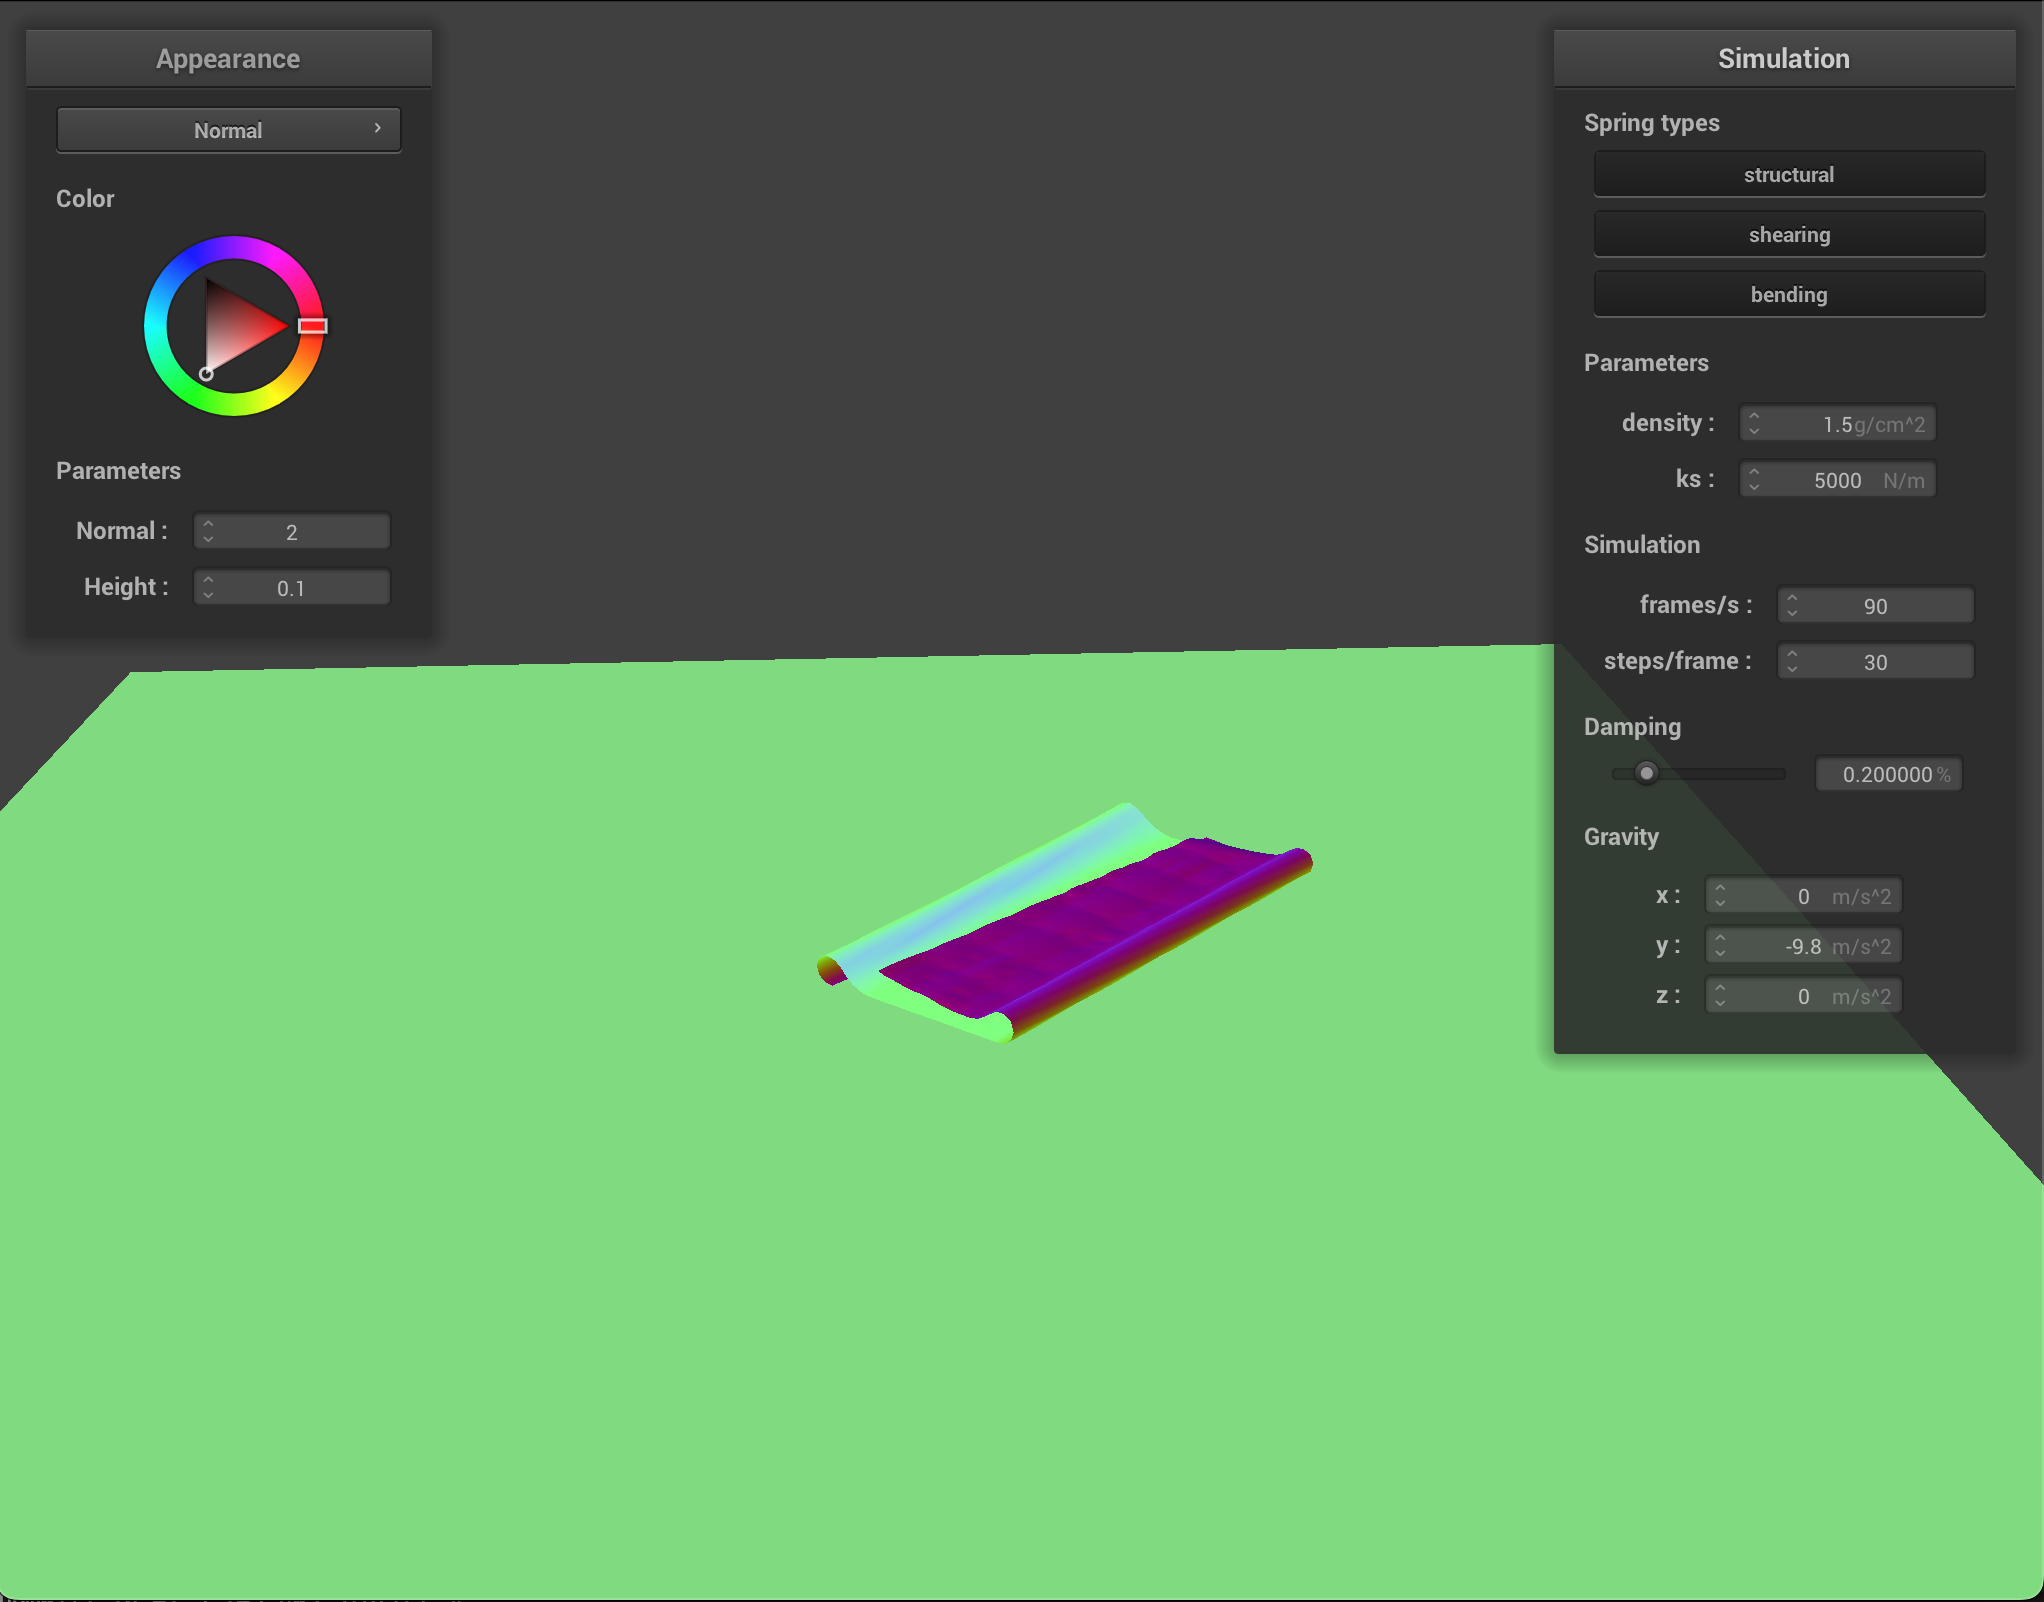 Appearance
Normal
Color
Parameters
Normal : 2
Height : 0.1
Simulation
Spring types
structural
shearing
bending
Parameters
density : 1.5 g/cm^2
ks : 5000 N/m
Simulation
frames/s : 90
steps/frame : 30
Damping
0.200000 %
Gravity
x : 0 m/s^2
y : -9.8 m/s^2
z : 0 m/s^2